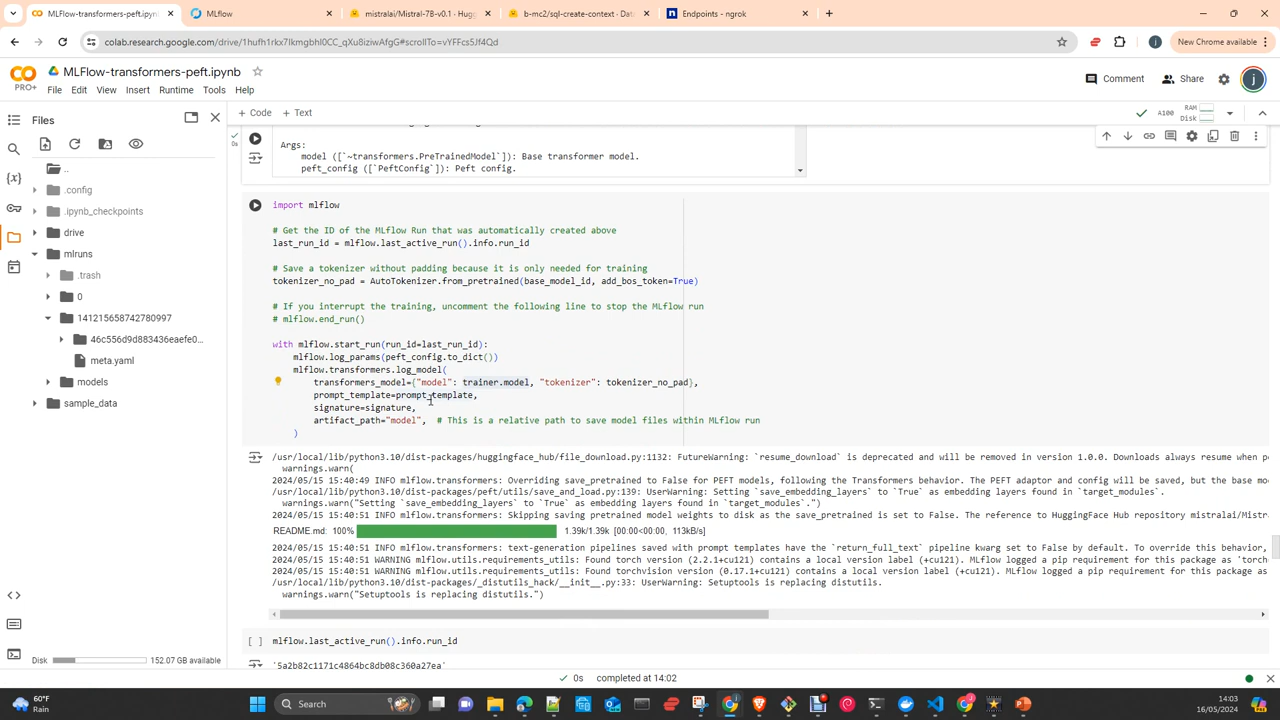 MLFlow-transformers-peft.ipynb
MLflow
mistralai/Mistral-7B-v0.1 · Hugg
b-mc2/sql-create-context · Data
Endpoints - ngrok
colab.research.google.com/drive/1hufh1rkx7Ikmgbhl0CC_qXu8iziwAfgG#scrollTo=vYFFcs5Jf4Qd
j
New Chrome available
PRO+
MLFlow-transformers-peft.ipynb
File Edit View Insert Runtime Tools Help
Comment
Share
j
Files
+ Code + Text
A100
RAM
Disk
..
.config
.ipynb_checkpoints
drive
mlruns
.trash
0
141215658742780997
46c556d9d883436eaefe0...
meta.yaml
models
sample_data
0s
Args:
model ([`~transformers.PreTrainedModel`]): Base transformer model.
peft_config ([`PeftConfig`]): Peft config.
import mlflow
# Get the ID of the MLflow Run that was automatically created above
last_run_id = mlflow.last_active_run().info.run_id
# Save a tokenizer without padding because it is only needed for training
tokenizer_no_pad = AutoTokenizer.from_pretrained(base_model_id, add_bos_token=True)
# If you interrupt the training, uncomment the following line to stop the MLflow run
# mlflow.end_run()
with mlflow.start_run(run_id=last_run_id):
mlflow.log_params(peft_config.to_dict())
mlflow.transformers.log_model(
transformers_model={"model": trainer.model, "tokenizer": tokenizer_no_pad},
prompt_template=prompt_template,
signature=signature,
artifact_path="model", # This is a relative path to save model files within MLflow run
)
/usr/local/lib/python3.10/dist-packages/huggingface_hub/file_download.py:1132: FutureWarning: `resume_download` is deprecated and will be removed in version 1.0.0. Downloads always resume when p
warnings.warn(
2024/05/15 15:40:49 INFO mlflow.transformers: Overriding save_pretrained to False for PEFT models, following the Transformers behavior. The PEFT adaptor and config will be saved, but the base mo
/usr/local/lib/python3.10/dist-packages/peft/utils/save_and_load.py:139: UserWarning: Setting `save_embedding_layers` to `True` as embedding layers found in `target_modules`.
warnings.warn("Setting `save_embedding_layers` to `True` as embedding layers found in `target_modules`.")
2024/05/15 15:40:51 INFO mlflow.transformers: Skipping saving pretrained model weights to disk as the save_pretrained is set to False. The reference to HuggingFace Hub repository mistralai/Mistr
README.md: 100% 1.39k/1.39k [00:00<00:00, 113kB/s]
2024/05/15 15:40:51 INFO mlflow.transformers: text-generation pipelines saved with prompt templates have the `return_full_text` pipeline kwarg set to False by default. To override this behavior,
2024/05/15 15:40:51 WARNING mlflow.utils.requirements_utils: Found torch version (2.2.1+cu121) contains a local version label (+cu121). MLflow logged a pip requirement for this package as 'torc
2024/05/15 15:40:51 WARNING mlflow.utils.requirements_utils: Found torchvision version (0.17.1+cu121) contains a local version label (+cu121). MLflow logged a pip requirement for this package a
/usr/local/lib/python3.10/dist-packages/_distutils_hack/__init__.py:33: UserWarning: Setuptools is replacing distutils.
warnings.warn("Setuptools is replacing distutils.")
[ ] mlflow.last_active_run().info.run_id
'5a2b82c1171c4864bc8db08c360a27ea'
Disk 152.07 GB available
0s completed at 14:02
60°F
Rain
Search
14:03
16/05/2024